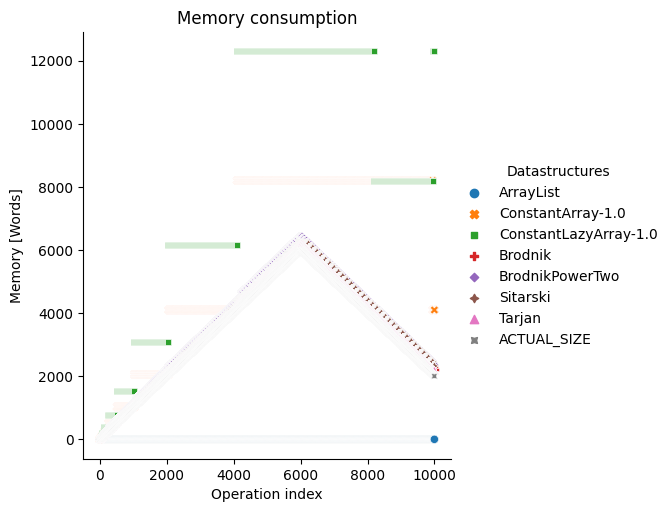 Memory consumption
Memory [Words]
12000
10000
8000
6000
4000
2000
0
0 2000 4000 6000 8000 10000
Operation index
Datastructures
ArrayList
ConstantArray-1.0
ConstantLazyArray-1.0
Brodnik
BrodnikPowerTwo
Sitarski
Tarjan
ACTUAL_SIZE